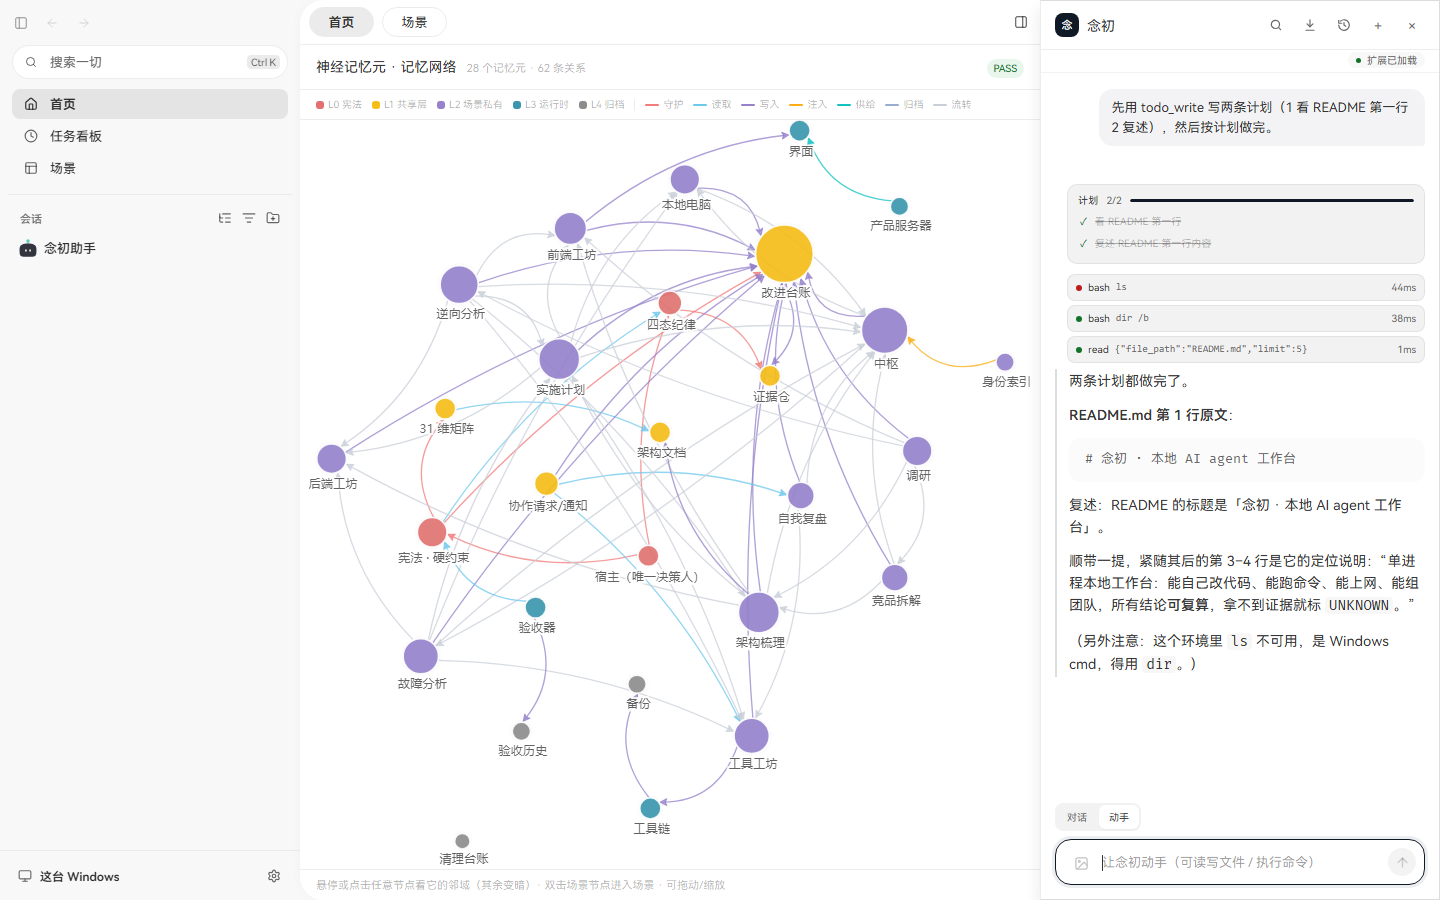 搜索一切
Ctrl K
首页
任务看板
场景
会话
念初助手
这台 Windows
首页
场景
神经记忆元 · 记忆网络
28 个记忆元 · 62 条关系
PASS
L0 宪法
L1 共享层
L2 场景私有
L3 运行时
L4 归档
守护
读取
写入
注入
供给
归档
流转
界面
本地电脑
产品服务器
前端工坊
改进台账
逆向分析
四态纪律
中枢
身份索引
实施计划
证据仓
31 维矩阵
架构文档
后端工坊
调研
协作请求/通知
自我复盘
宪法 · 硬约束
宿主（唯一决策人）
竞品拆解
验收器
架构梳理
故障分析
备份
验收历史
工具工坊
工具链
清理台账
悬停或点击任意节点看它的邻域（其余变暗） · 双击场景节点进入场景 · 可拖动/缩放
念
念初
扩展已加载
先用 todo_write 写两条计划（1 看 README 第一行
2 复述），然后按计划做完。
计划 2/2
✓ 看 README 第一行
✓ 复述 README 第一行内容
bash ls 44ms
bash dir /b 38ms
read {"file_path":"README.md","limit":5} 1ms
两条计划都做完了。
README.md 第 1 行原文：
# 念初 · 本地 AI agent 工作台
复述：README 的标题是「念初 · 本地 AI agent 工作
台」。
顺带一提，紧随其后的第 3–4 行是它的定位说明：“单进
程本地工作台：能自己改代码、能跑命令、能上网、能组
团队，所有结论可复算，拿不到证据就标 UNKNOWN 。”
（另外注意：这个环境里 ls 不可用，是 Windows
cmd，得用 dir 。）
对话
动手
让念初动手（可读写文件 / 执行命令）